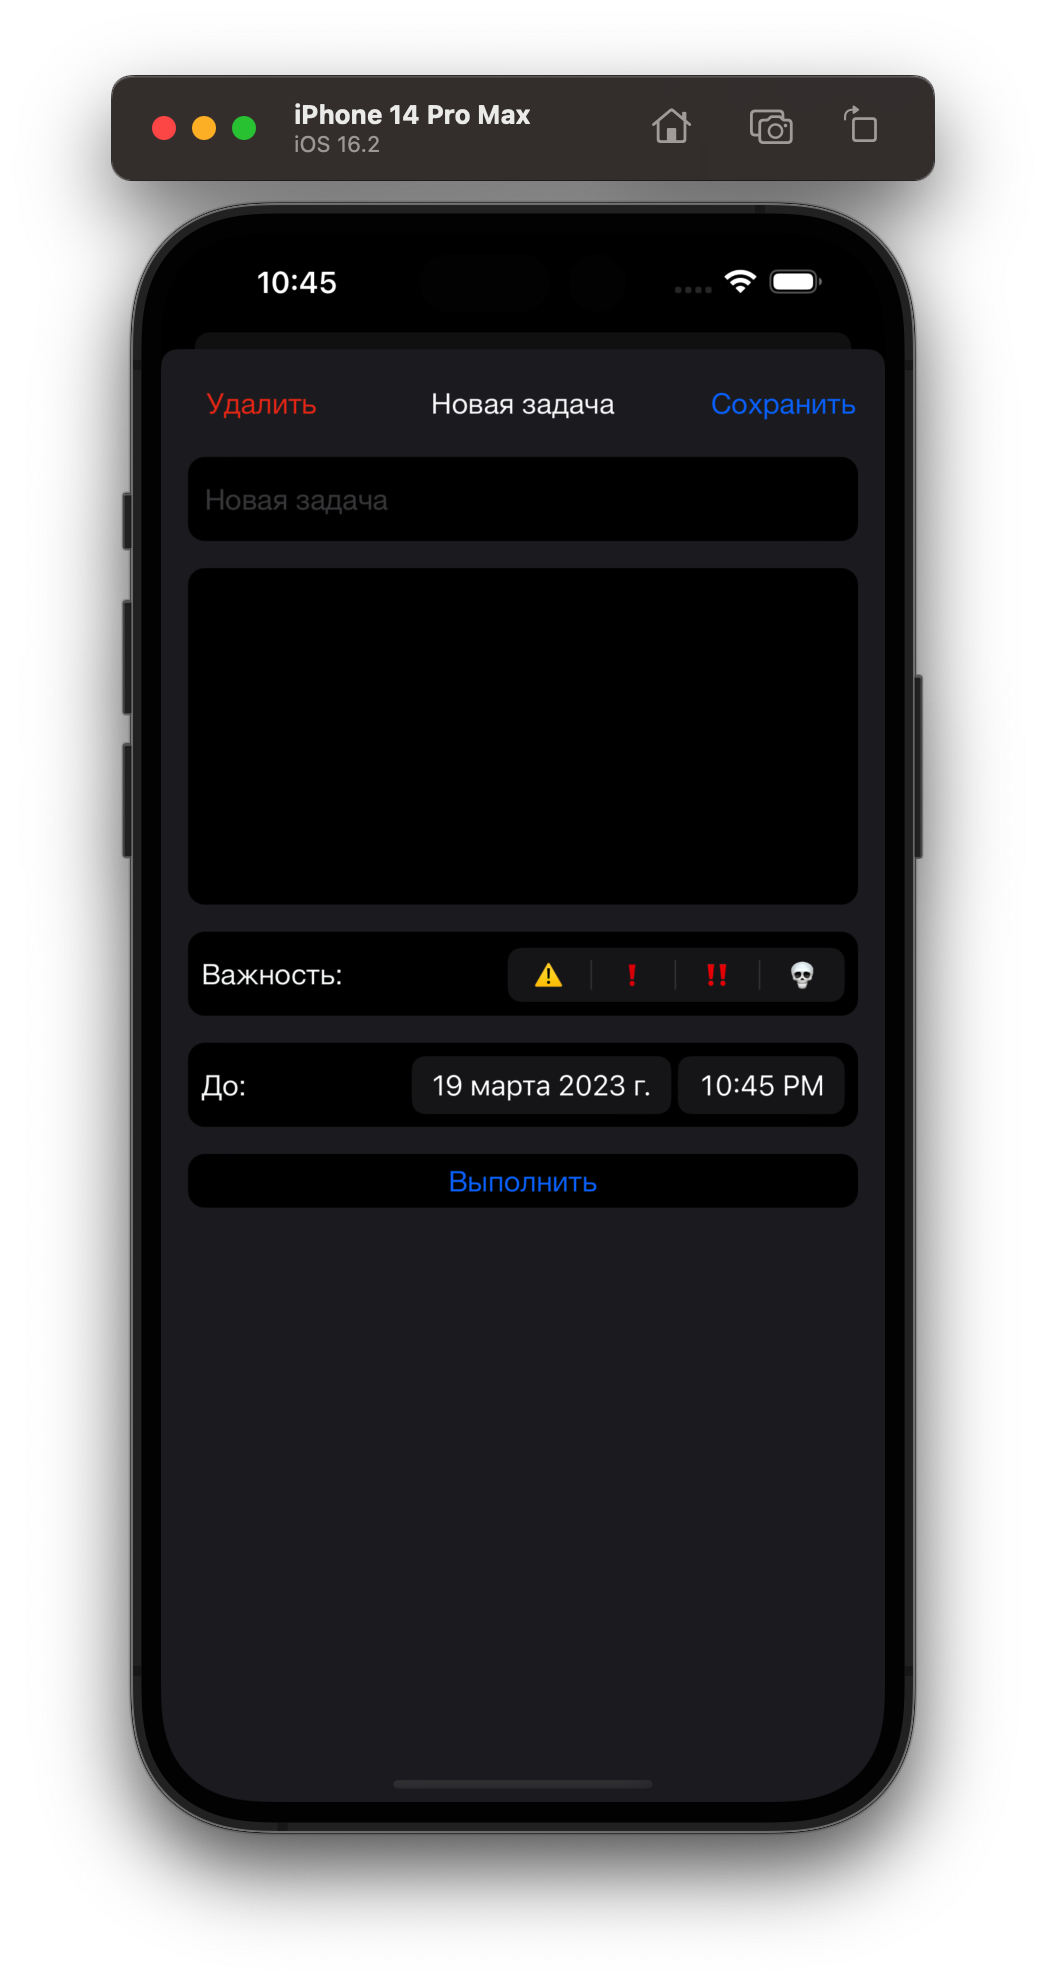 iPhone 14 Pro Max
iOS 16.2
10:45
Удалить Новая задача Сохранить
Новая задача
Важность: ⚠️ ❗ ‼️ 💀
До: 19 марта 2023 г. 10:45 PM
Выполнить